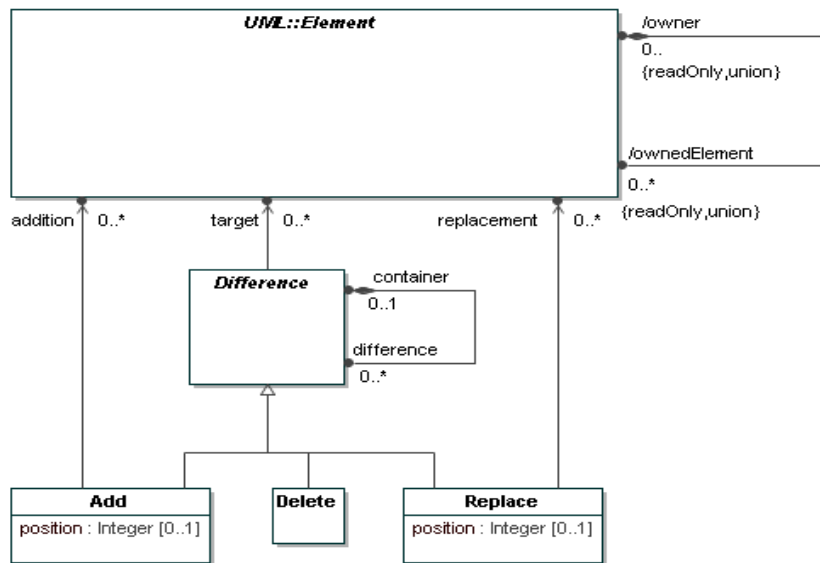 UML::Element
/owner
0..
{readOnly,union}
/ownedElement
0..*
{readOnly,union}
addition 0..*
target 0..*
replacement 0..*
Difference
container
0..1
difference
0..*
Add
position : Integer [0..1]
Delete
Replace
position : Integer [0..1]